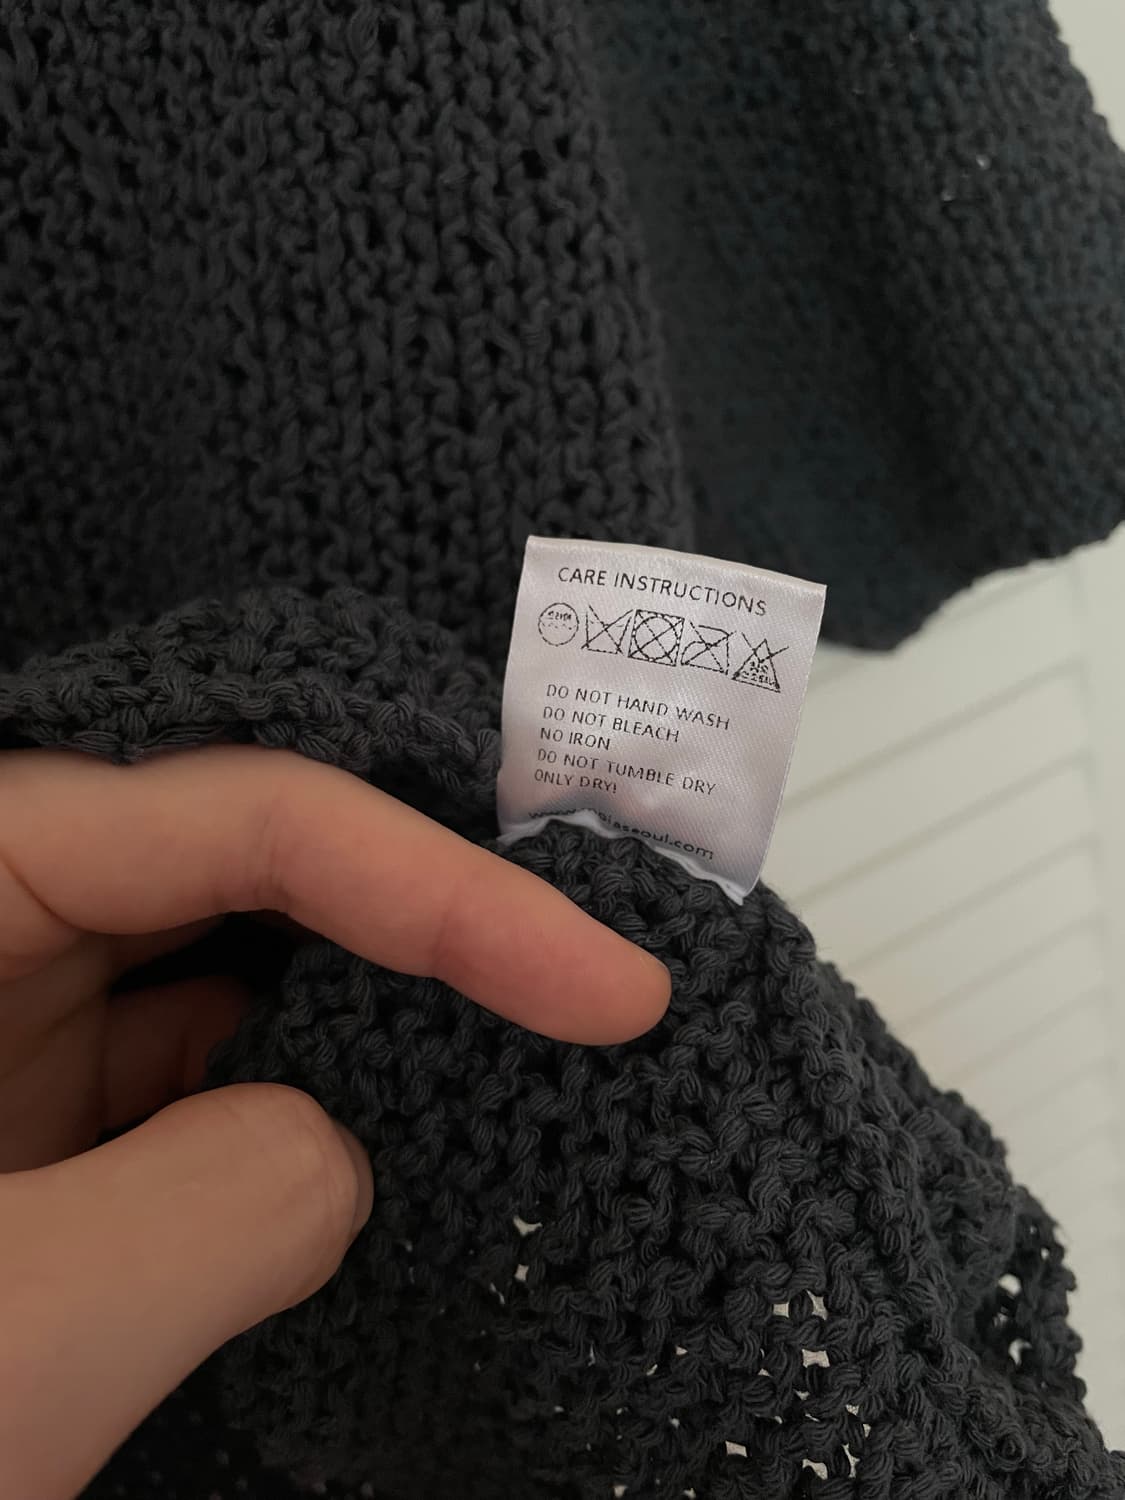 CARE INSTRUCTIONS
DO NOT HAND WASH
DO NOT BLEACH
NO IRON
DO NOT TUMBLE DRY
ONLY DRY!